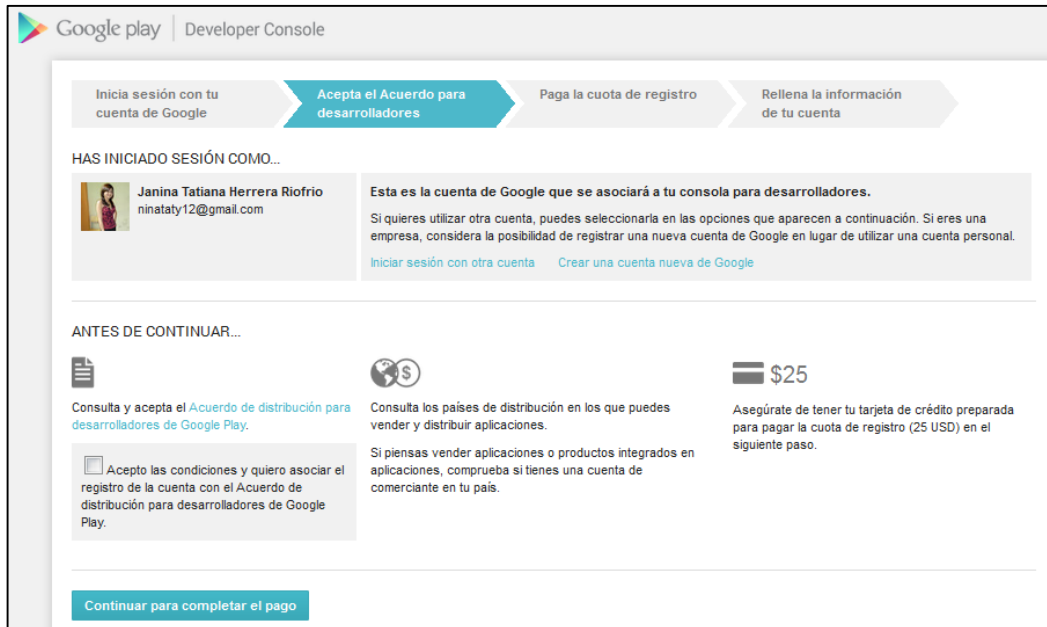 Google play | Developer Console
Inicia sesión con tu
cuenta de Google
Acepta el Acuerdo para
desarrolladores
Paga la cuota de registro
Rellena la información
de tu cuenta
HAS INICIADO SESIÓN COMO...
Janina Tatiana Herrera Riofrio
ninataty12@gmail.com
Esta es la cuenta de Google que se asociará a tu consola para desarrolladores.
Si quieres utilizar otra cuenta, puedes seleccionarla en las opciones que aparecen a continuación. Si eres una
empresa, considera la posibilidad de registrar una nueva cuenta de Google en lugar de utilizar una cuenta personal.
Iniciar sesión con otra cuenta Crear una cuenta nueva de Google
ANTES DE CONTINUAR...
Consulta y acepta el Acuerdo de distribución para
desarrolladores de Google Play.
Acepto las condiciones y quiero asociar el
registro de la cuenta con el Acuerdo de
distribución para desarrolladores de Google
Play.
$
Consulta los países de distribución en los que puedes
vender y distribuir aplicaciones.
Si piensas vender aplicaciones o productos integrados en
aplicaciones, comprueba si tienes una cuenta de
comerciante en tu país.
$25
Asegúrate de tener tu tarjeta de crédito preparada
para pagar la cuota de registro (25 USD) en el
siguiente paso.
Continuar para completar el pago